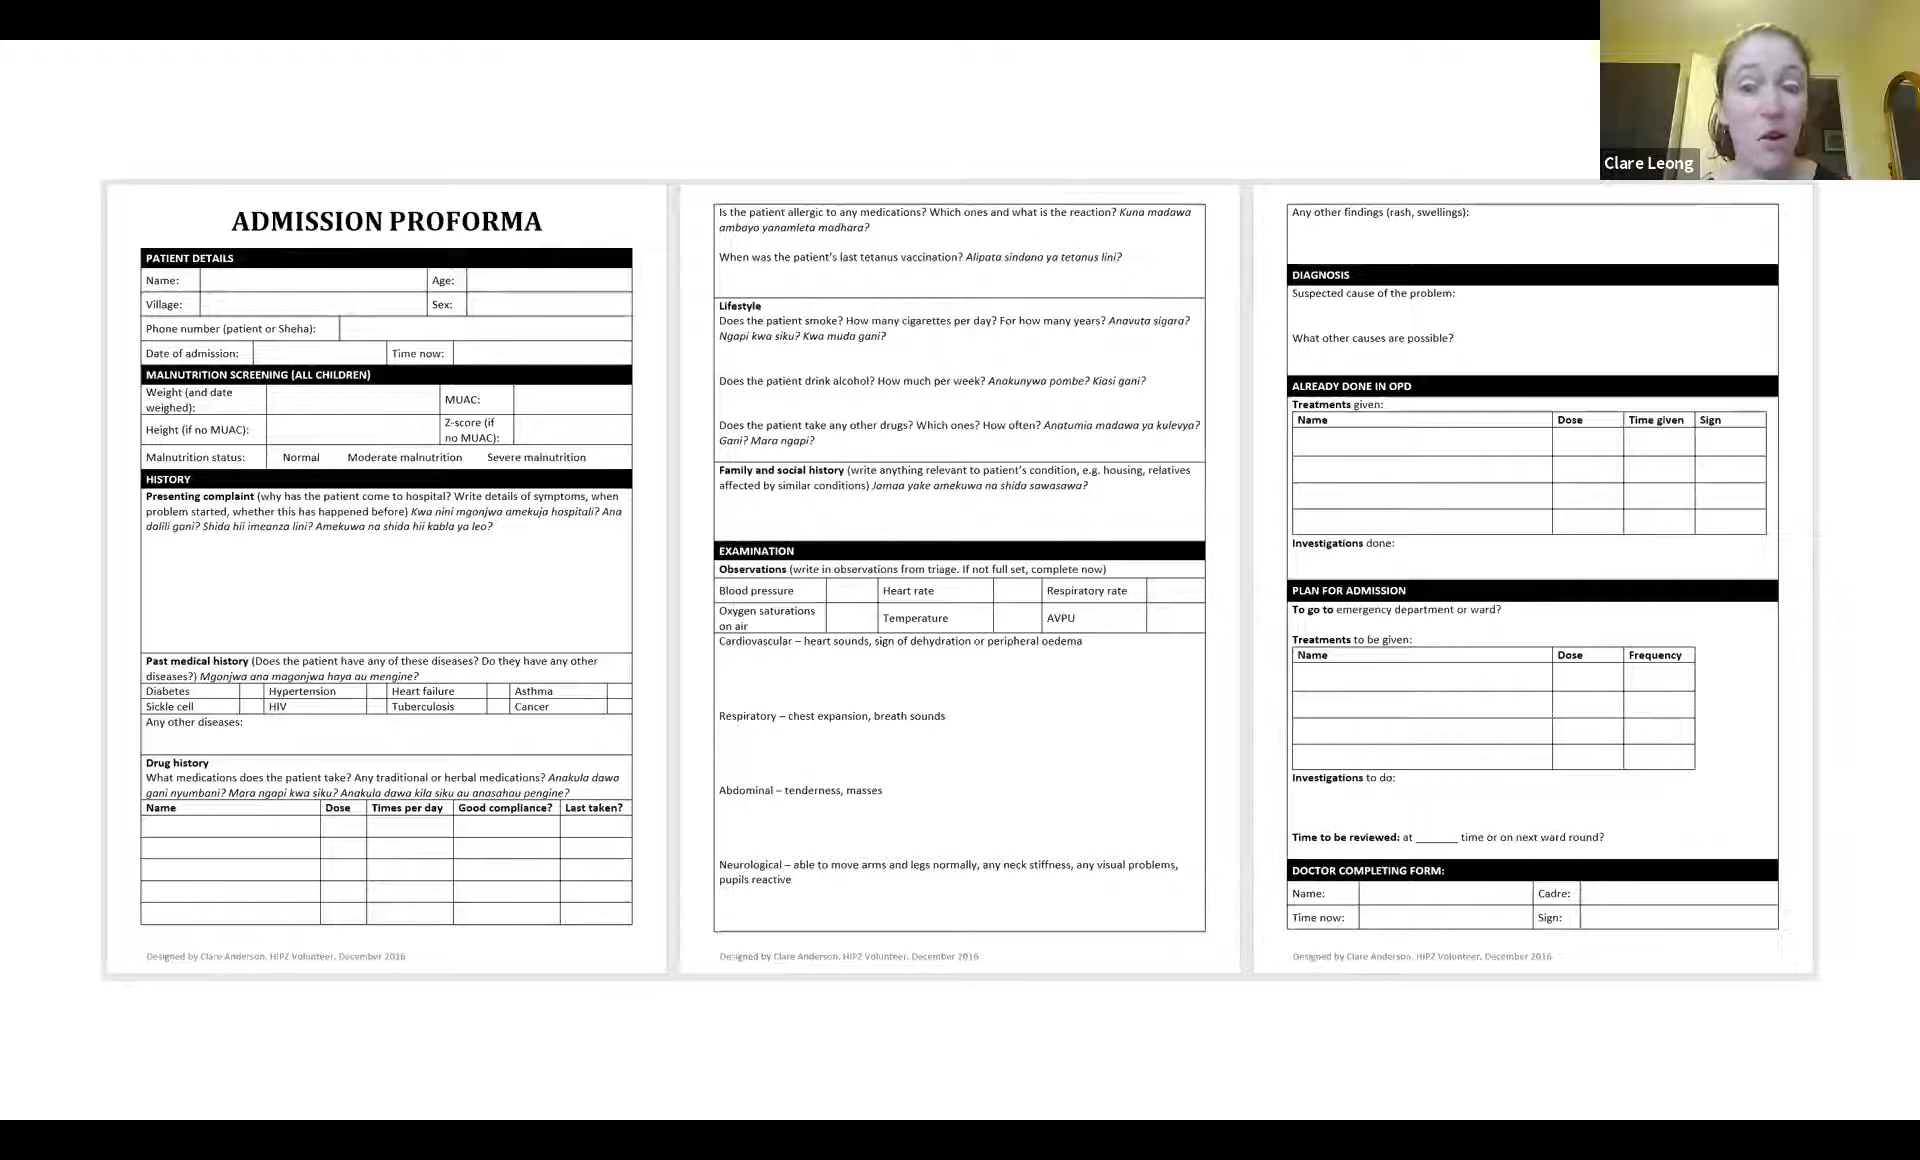 Clare Leong
ADMISSION PROFORMA
PATIENT DETAILS
Name: Age:
Village: Sex:
Phone number (patient or Sheha):
Date of admission: Time now:
MALNUTRITION SCREENING (ALL CHILDREN)
Weight (and date
weighed):
MUAC:
Height (if no MUAC):
Z-score (if
no MUAC):
Malnutrition status: Normal Moderate malnutrition Severe malnutrition
HISTORY
Presenting complaint (why has the patient come to hospital? Write details of symptoms, when
problem started, whether this has happened before) Kwa nini mgonjwa amekuja hospitali? Ana
dalili gani? Shida hii imeanza lini? Amekuwa na shida hii kabla ya leo?
Past medical history (Does the patient have any of these diseases? Do they have any other
diseases?) Mgonjwa ana magonjwa haya au mengine?
Diabetes Hypertension Heart failure Asthma
Sickle cell HIV Tuberculosis Cancer
Any other diseases:
Drug history
What medications does the patient take? Any traditional or herbal medications? Anakula dawa
gani nyumbani? Mara ngapi kwa siku? Anakula dawa kila siku au anasahau pengine?
Name Dose Times per day Good compliance? Last taken?
Designed by Clare Anderson, HIPZ Volunteer, December 2016
Is the patient allergic to any medications? Which ones and what is the reaction? Kuna madawa
ambayo yanamleta madhara?
When was the patient's last tetanus vaccination? Alipata sindano ya tetanus lini?
Lifestyle
Does the patient smoke? How many cigarettes per day? For how many years? Anavuta sigara?
Ngapi kwa siku? Kwa muda gani?
Does the patient drink alcohol? How much per week? Anakunywa pombe? Kiasi gani?
Does the patient take any other drugs? Which ones? How often? Anatumia madawa ya kulevya?
Gani? Mara ngapi?
Family and social history (write anything relevant to patient's condition, e.g. housing, relatives
affected by similar conditions) Jamaa yake amekuwa na shida sawasawa?
EXAMINATION
Observations (write in observations from triage. If not full set, complete now)
Blood pressure Heart rate Respiratory rate
Oxygen saturations
on air
Temperature AVPU
Cardiovascular – heart sounds, sign of dehydration or peripheral oedema
Respiratory – chest expansion, breath sounds
Abdominal – tenderness, masses
Neurological – able to move arms and legs normally, any neck stiffness, any visual problems,
pupils reactive
Designed by Clare Anderson, HIPZ Volunteer, December 2016
Any other findings (rash, swellings):
DIAGNOSIS
Suspected cause of the problem:
What other causes are possible?
ALREADY DONE IN OPD
Treatments given:
Name Dose Time given Sign
Investigations done:
PLAN FOR ADMISSION
To go to emergency department or ward?
Treatments to be given:
Name Dose Frequency
Investigations to do:
Time to be reviewed: at _______ time or on next ward round?
DOCTOR COMPLETING FORM:
Name: Cadre:
Time now: Sign:
Designed by Clare Anderson, HIPZ Volunteer, December 2016